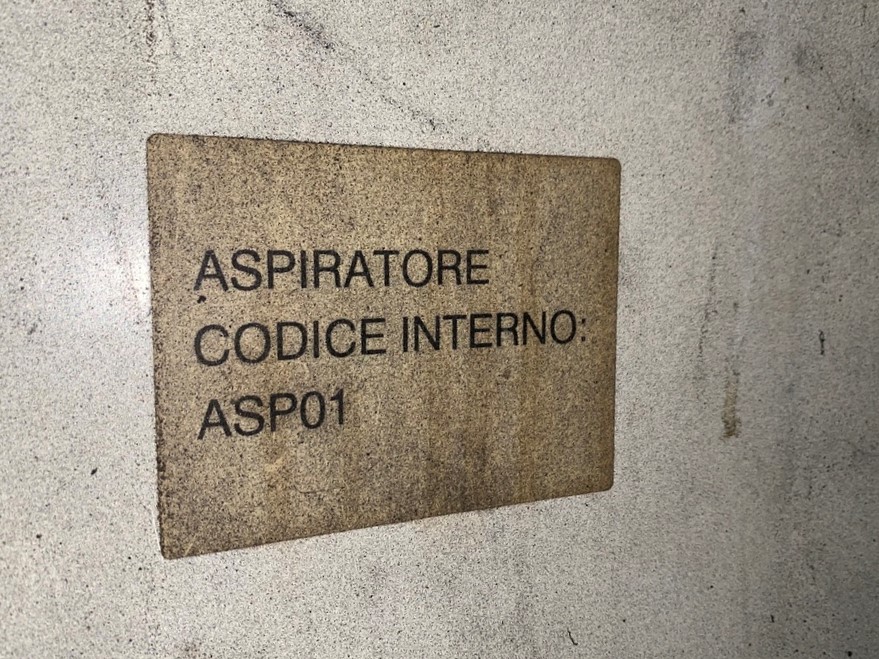 ASPIRATORE
CODICE INTERNO:
ASP01